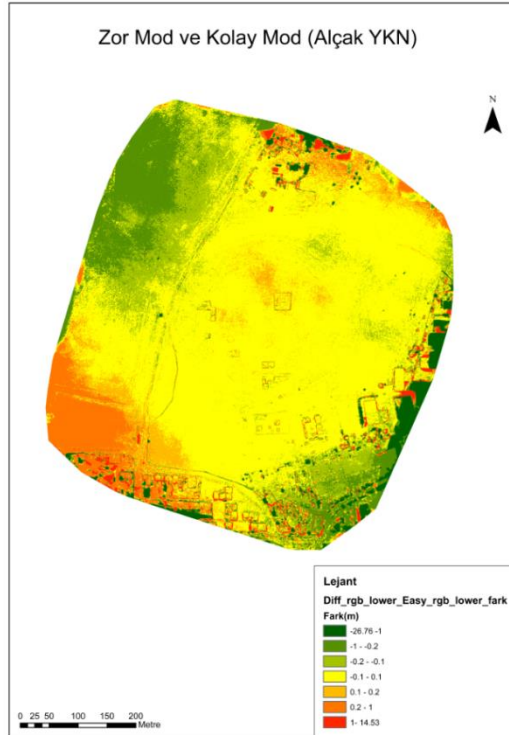 Zor Mod ve Kolay Mod (Alçak YKN)
N
Lejant
Diff_rgb_lower_Easy_rgb_lower_fark
Fark(m)
-26.76 -1
-1 - -0.2
-0.2 - -0.1
-0.1 - 0.1
0.1 - 0.2
0.2 - 1
1- 14.53
0 25 50 100 150 200
Metre